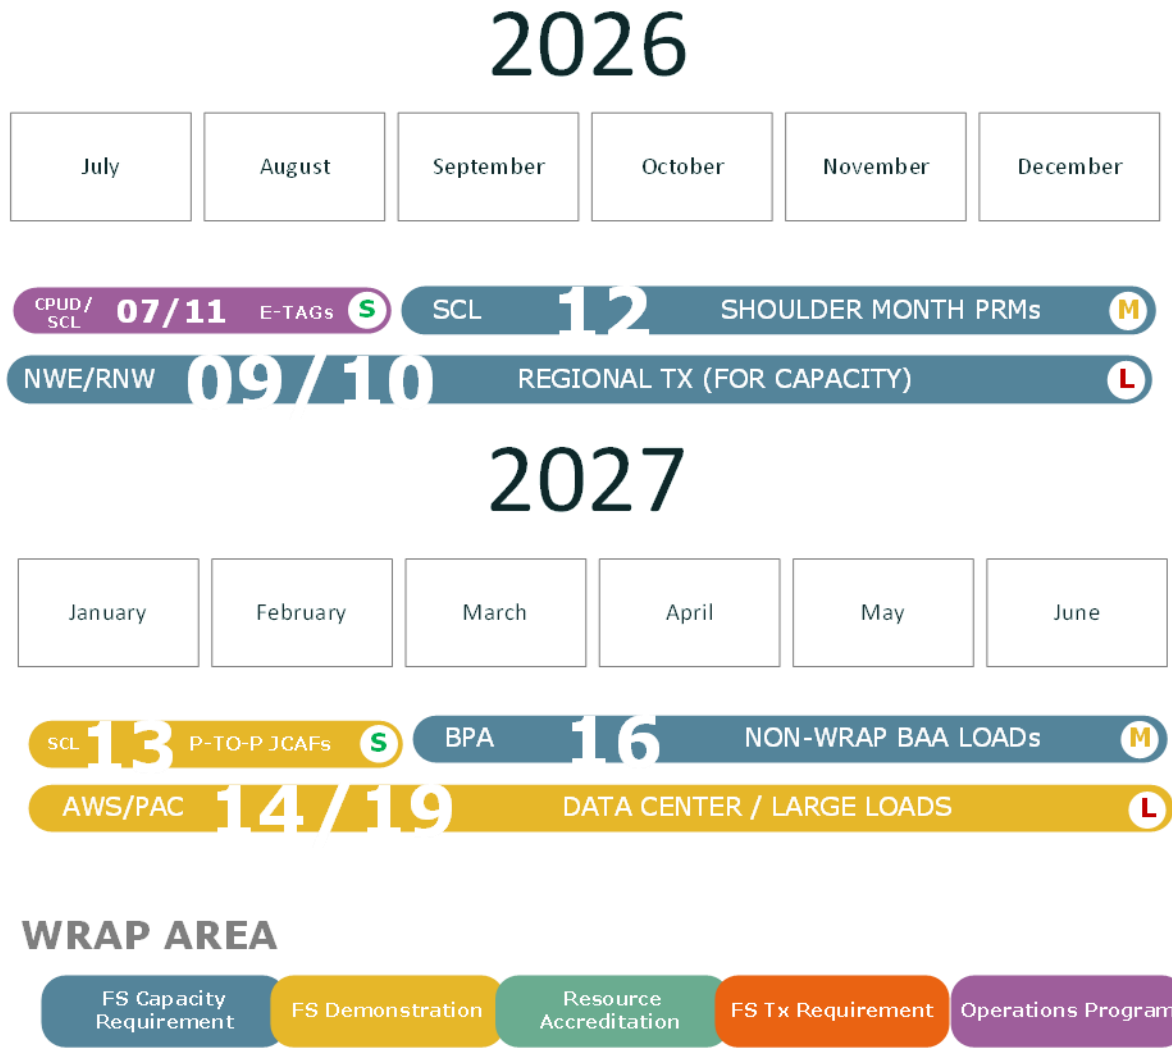 2026
July August September October November December
CPUD/
SCL 07/11 E-TAGs S SCL 12 SHOULDER MONTH PRMs M
NWE/RNW 09/10 REGIONAL TX (FOR CAPACITY) L
2027
January February March April May June
SCL 13 P-TO-P JCAFs S BPA 16 NON-WRAP BAA LOADs M
AWS/PAC 14/19 DATA CENTER / LARGE LOADS L
WRAP AREA
FS Capacity
Requirement
FS Demonstration
Resource
Accreditation
FS Tx Requirement
Operations Program